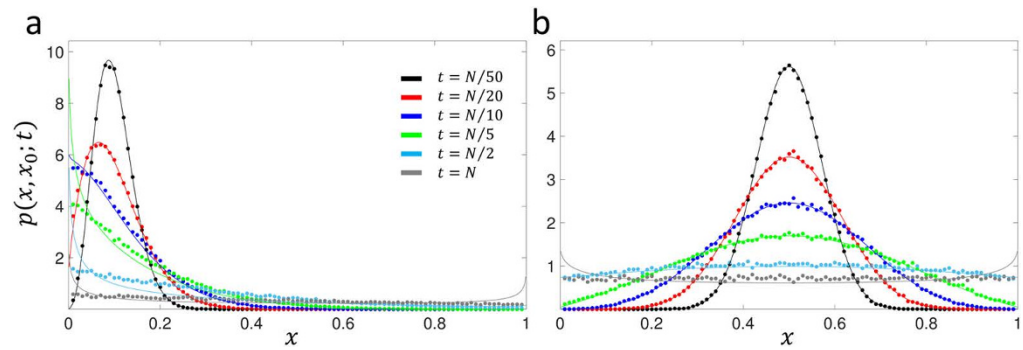 a
10
8
6
4
2
0
0.2
0.4
0.6
0.8
1
x
p(x, x₀; t)
t = N/50
t = N/20
t = N/10
t = N/5
t = N/2
t = N
b
6
5
4
3
2
1
0
0.2
0.4
0.6
0.8
1
x